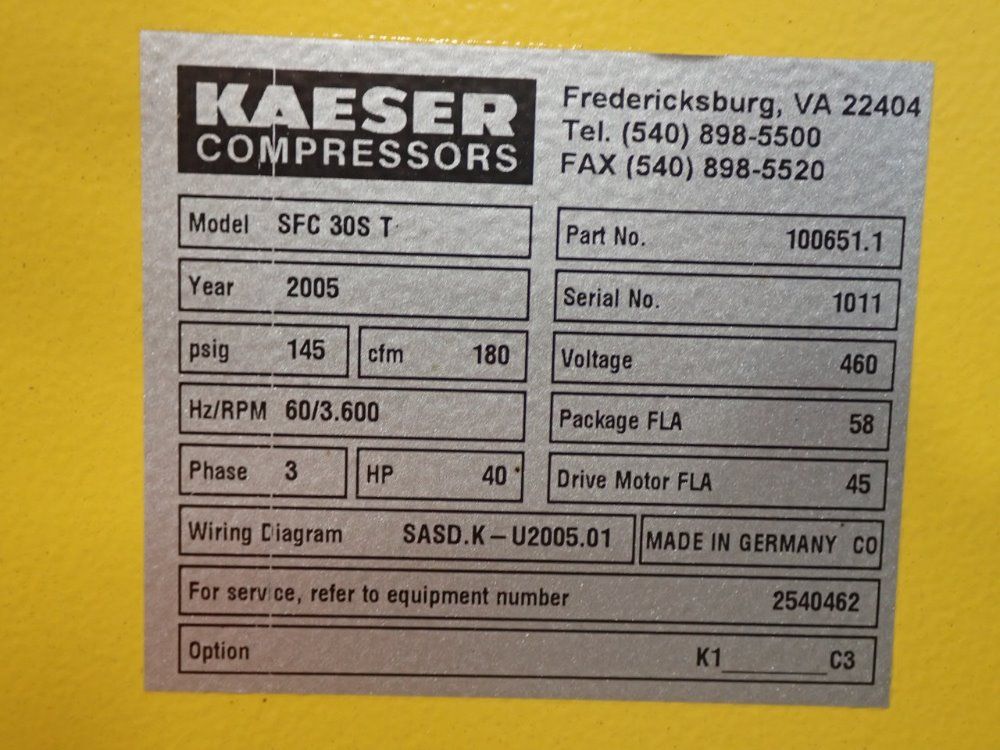 KAESER
COMPRESSORS
Fredericksburg, VA 22404
Tel. (540) 898-5500
FAX (540) 898-5520
Model SFC 30S T
Part No. 100651.1
Year 2005
Serial No. 1011
psig 145 cfm 180
Voltage 460
Hz/RPM 60/3.600
Package FLA 58
Phase 3 HP 40
Drive Motor FLA 45
Wiring Diagram SASD.K-U2005.01 MADE IN GERMANY CO
For service, refer to equipment number 2540462
Option K1________C3